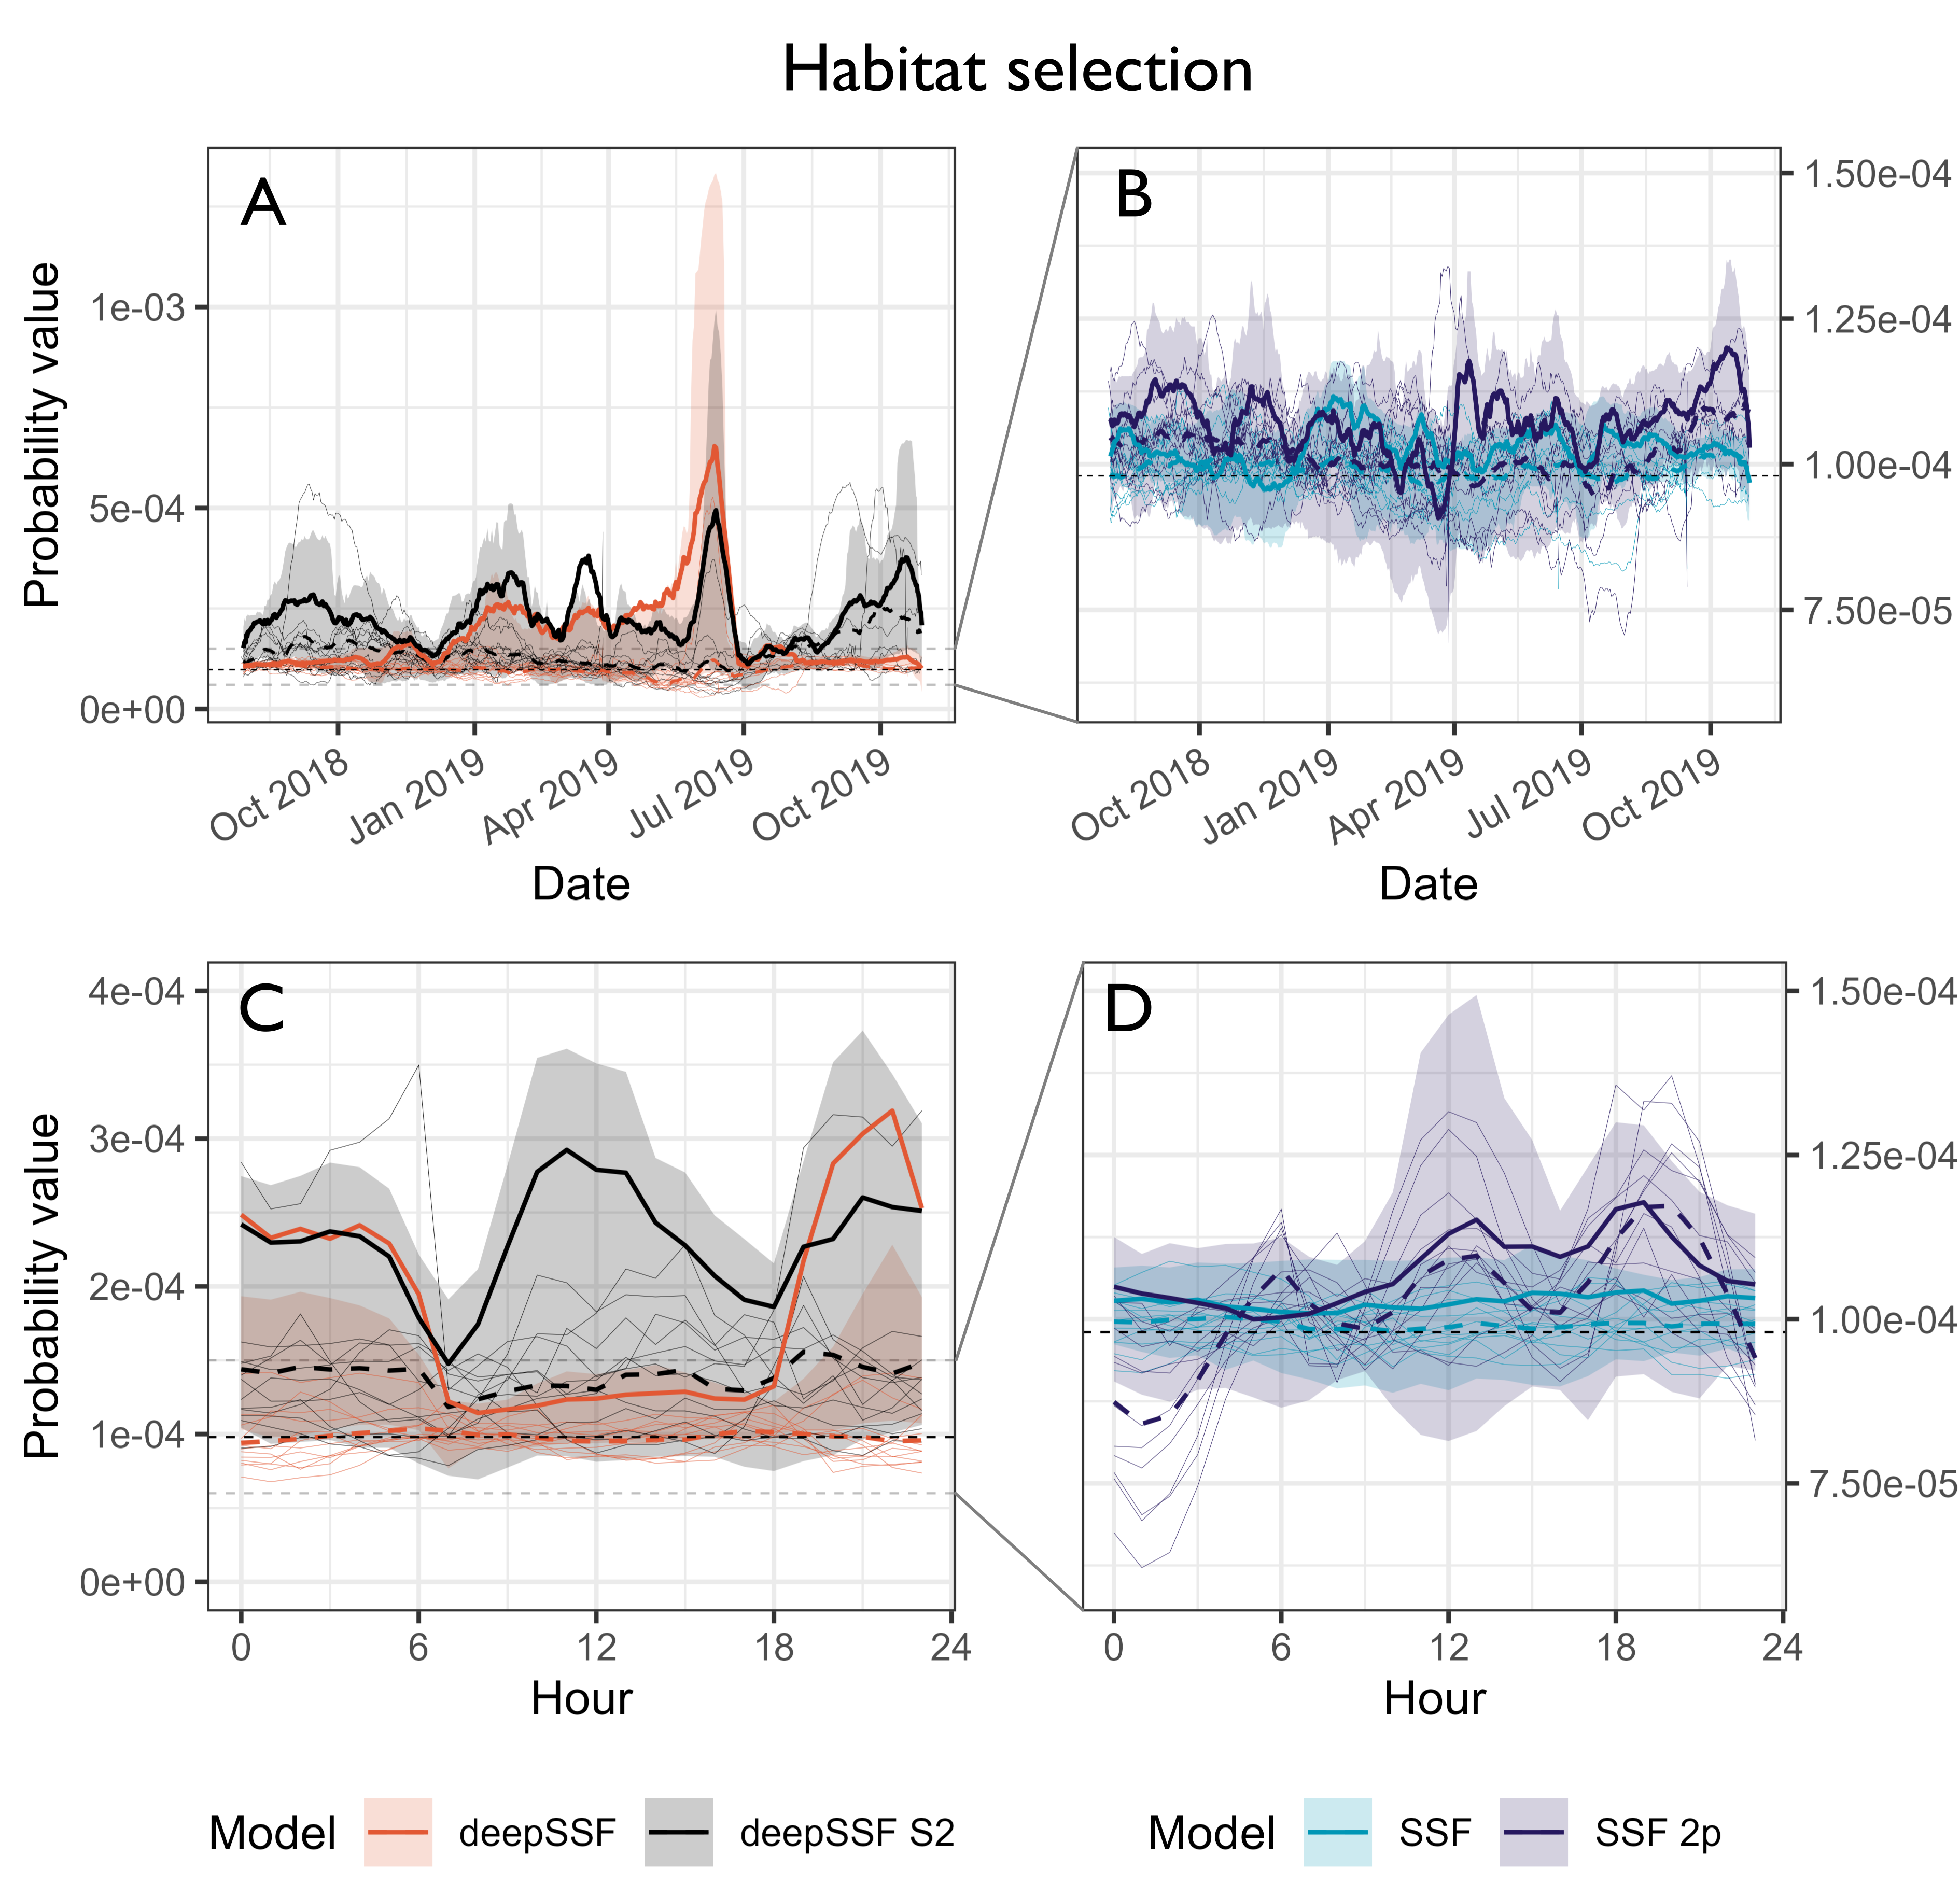 Habitat selection
A
B
Probability value
1e-03
5e-04
0e+00
1.50e-04
1.25e-04
1.00e-04
7.50e-05
Oct 2018
Jan 2019
Apr 2019
Jul 2019
Oct 2019
Oct 2018
Jan 2019
Apr 2019
Jul 2019
Oct 2019
Date
Date
C
D
Probability value
4e-04
3e-04
2e-04
1e-04
0e+00
1.50e-04
1.25e-04
1.00e-04
7.50e-05
0 6 12 18 24
0 6 12 18 24
Hour
Hour
Model deepSSF deepSSF S2
Model SSF SSF 2p